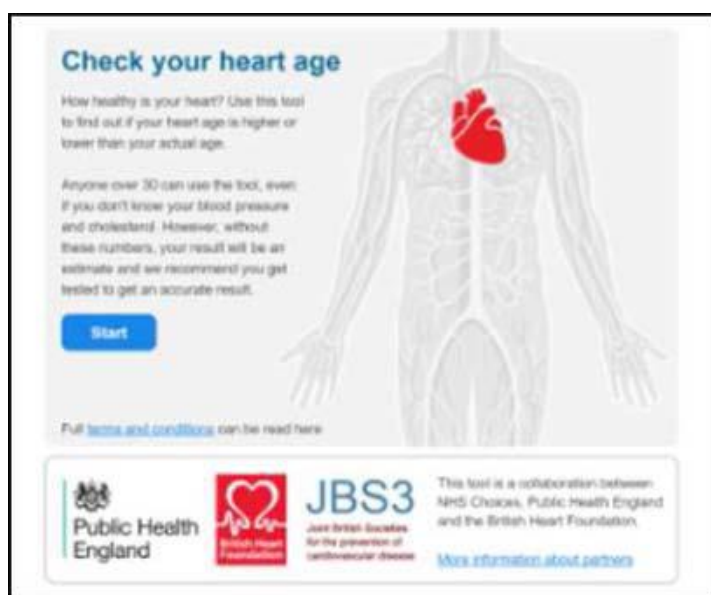 Check your heart age
How healthy is your heart? Use this tool
to find out if your heart age is higher or
lower than your actual age.
Anyone over 30 can use the tool, even
if you don't know your blood pressure
and cholesterol. However, without
these numbers, your result will be an
estimate and we recommend you get
tested to get an accurate result.
Start
Full terms and conditions can be read here
Public Health
England
British Heart
Foundation
JBS3
Joint British Societies
for the prevention of
cardiovascular disease
This tool is a collaboration between
NHS Choices, Public Health England
and the British Heart Foundation.
More information about partners